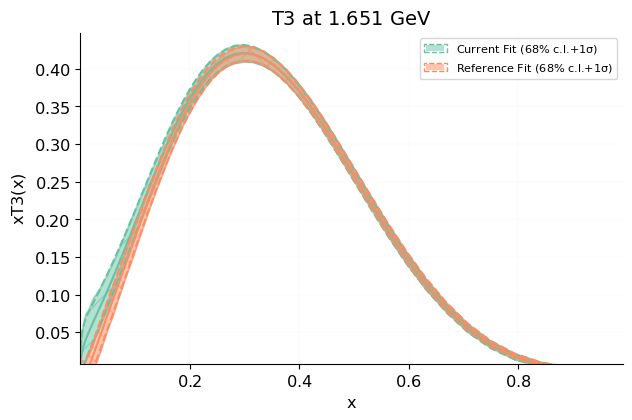 T3 at 1.651 GeV
Current Fit (68% c.l.+1σ)
Reference Fit (68% c.l.+1σ)
xT3(x)
0.40
0.35
0.30
0.25
0.20
0.15
0.10
0.05
0.2 0.4 0.6 0.8
x